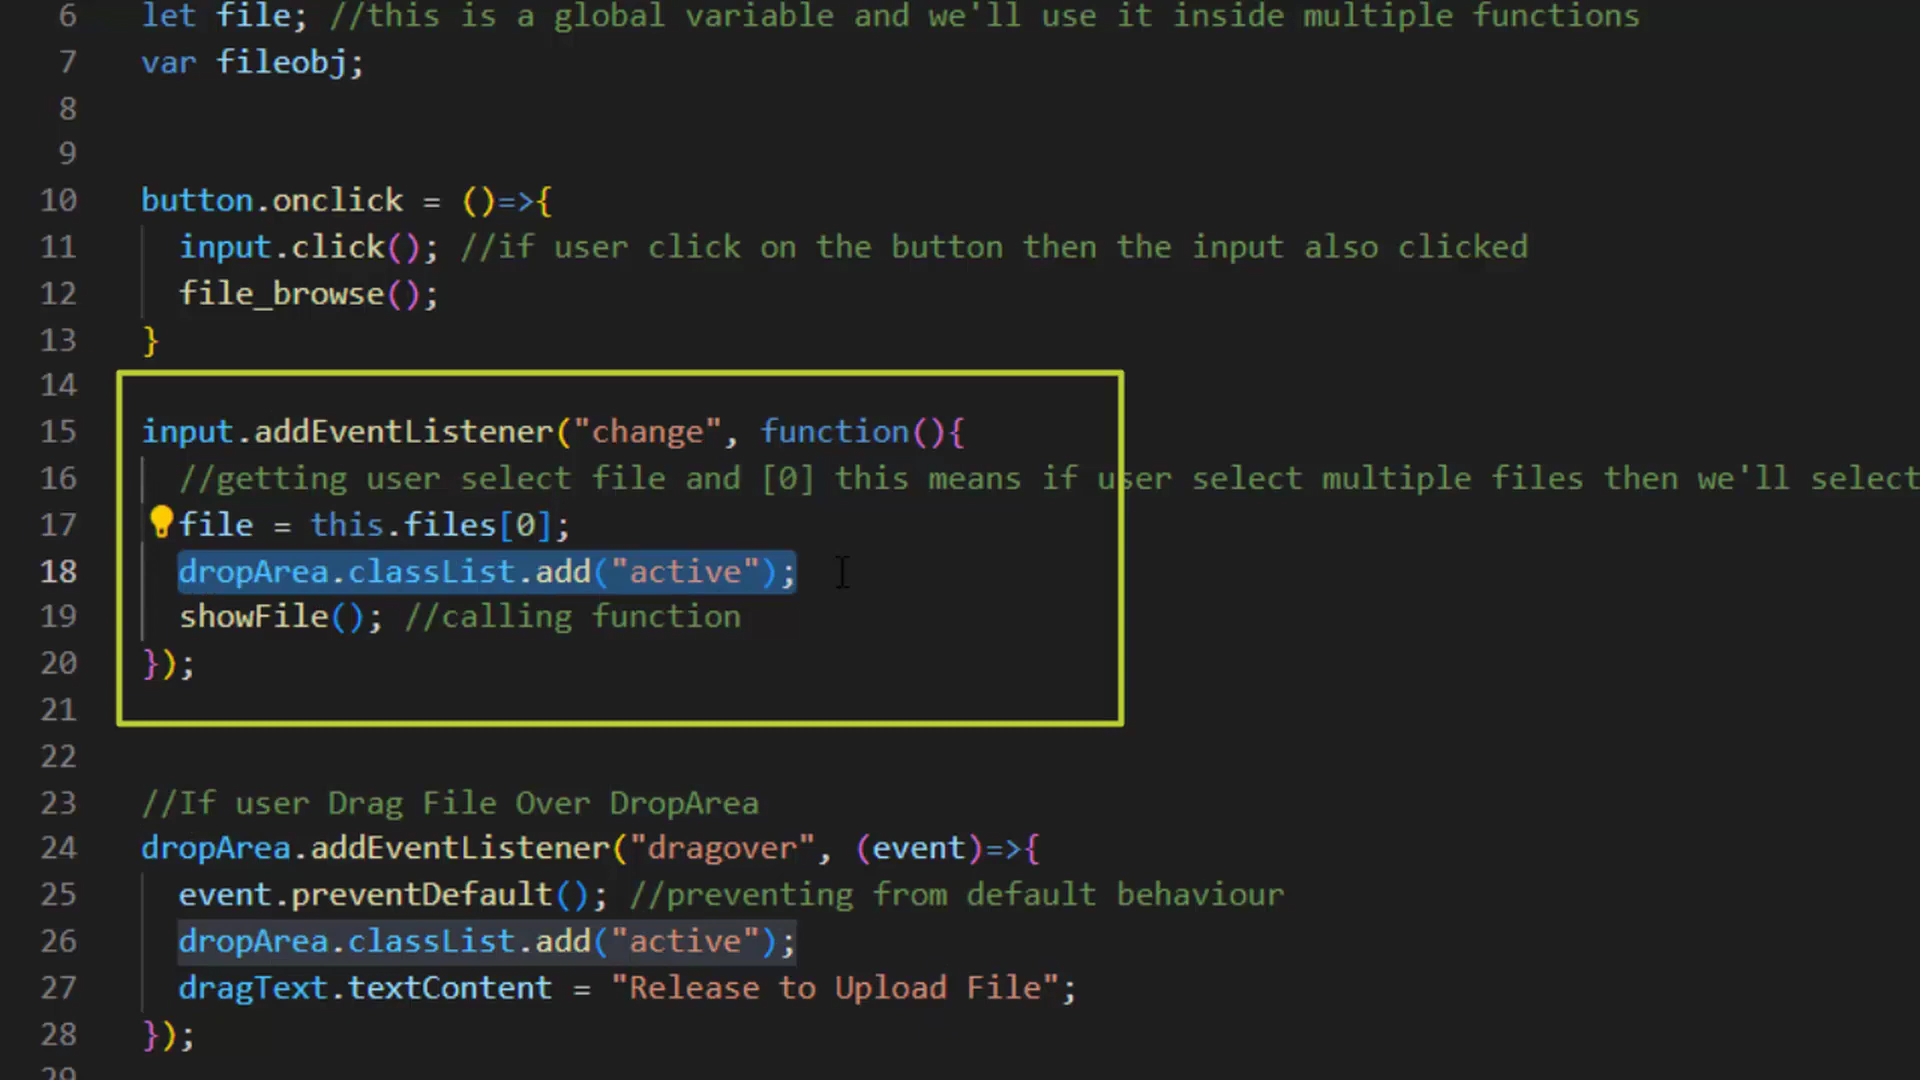 6 let file; //this is a global variable and we'll use it inside multiple functions
7 var fileobj;
8
9
10 button.onclick = ()=>{
11 input.click(); //if user click on the button then the input also clicked
12 file_browse();
13 }
14
15 input.addEventListener("change", function(){
16 //getting user select file and [0] this means if user select multiple files then we'll select
17 file = this.files[0];
18 dropArea.classList.add("active");
19 showFile(); //calling function
20 });
21
22
23 //If user Drag File Over DropArea
24 dropArea.addEventListener("dragover", (event)=>{
25 event.preventDefault(); //preventing from default behaviour
26 dropArea.classList.add("active");
27 dragText.textContent = "Release to Upload File";
28 });
29